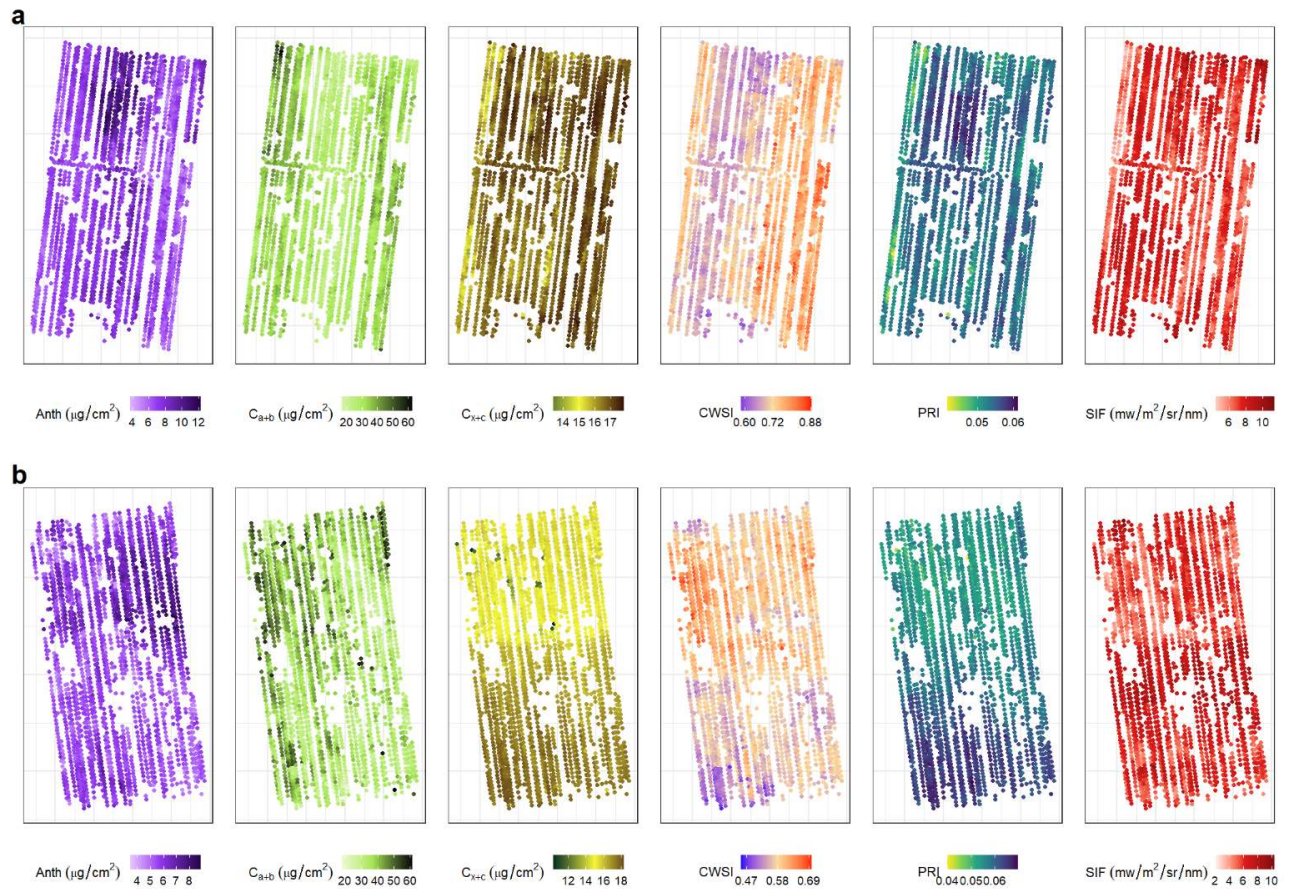 a
Anth (μg/cm²) 4 6 8 10 12
Ca+b (μg/cm²) 20 30 40 50 60
Cx+c (μg/cm²) 14 15 16 17
CWSI 0.60 0.72 0.88
PRI 0.05 0.06
SIF (mw/m²/sr/nm) 6 8 10
b
Anth (μg/cm²) 4 5 6 7 8
Ca+b (μg/cm²) 20 30 40 50 60
Cx+c (μg/cm²) 12 14 16 18
CWSI 0.47 0.58 0.69
PRI 0.04 0.05 0.06
SIF (mw/m²/sr/nm) 2 4 6 8 10